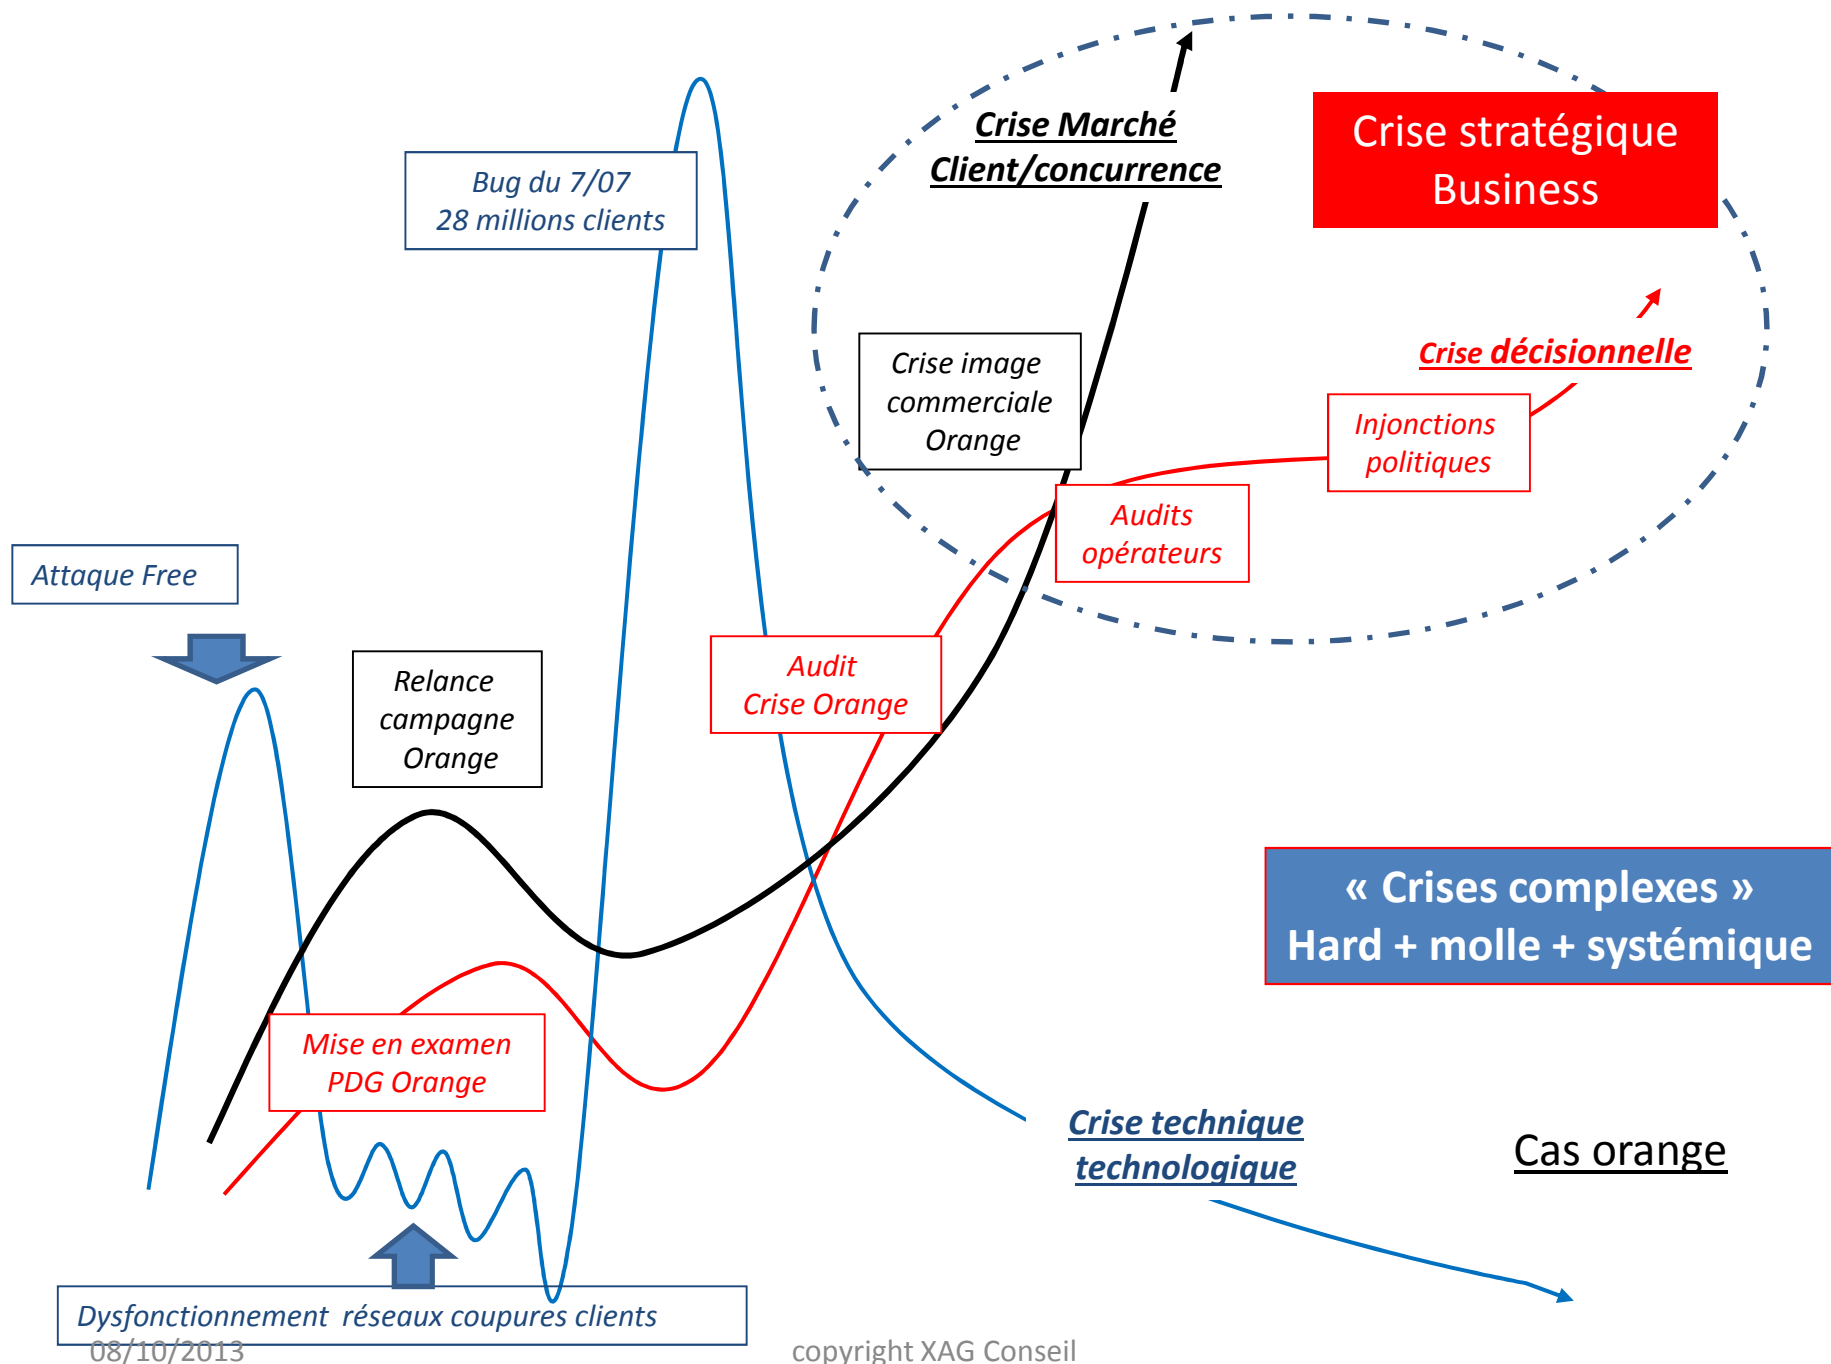 Crise Marché
Client/concurrence
Crise stratégique
Business
Bug du 7/07
28 millions clients
Crise image
commerciale
Orange
Crise décisionnelle
Injonctions
politiques
Audits
opérateurs
Attaque Free
Relance
campagne
Orange
Audit
Crise Orange
« Crises complexes »
Hard + molle + systémique
Mise en examen
PDG Orange
Crise technique
technologique
Cas orange
Dysfonctionnement réseaux coupures clients
08/10/2013
copyright XAG Conseil